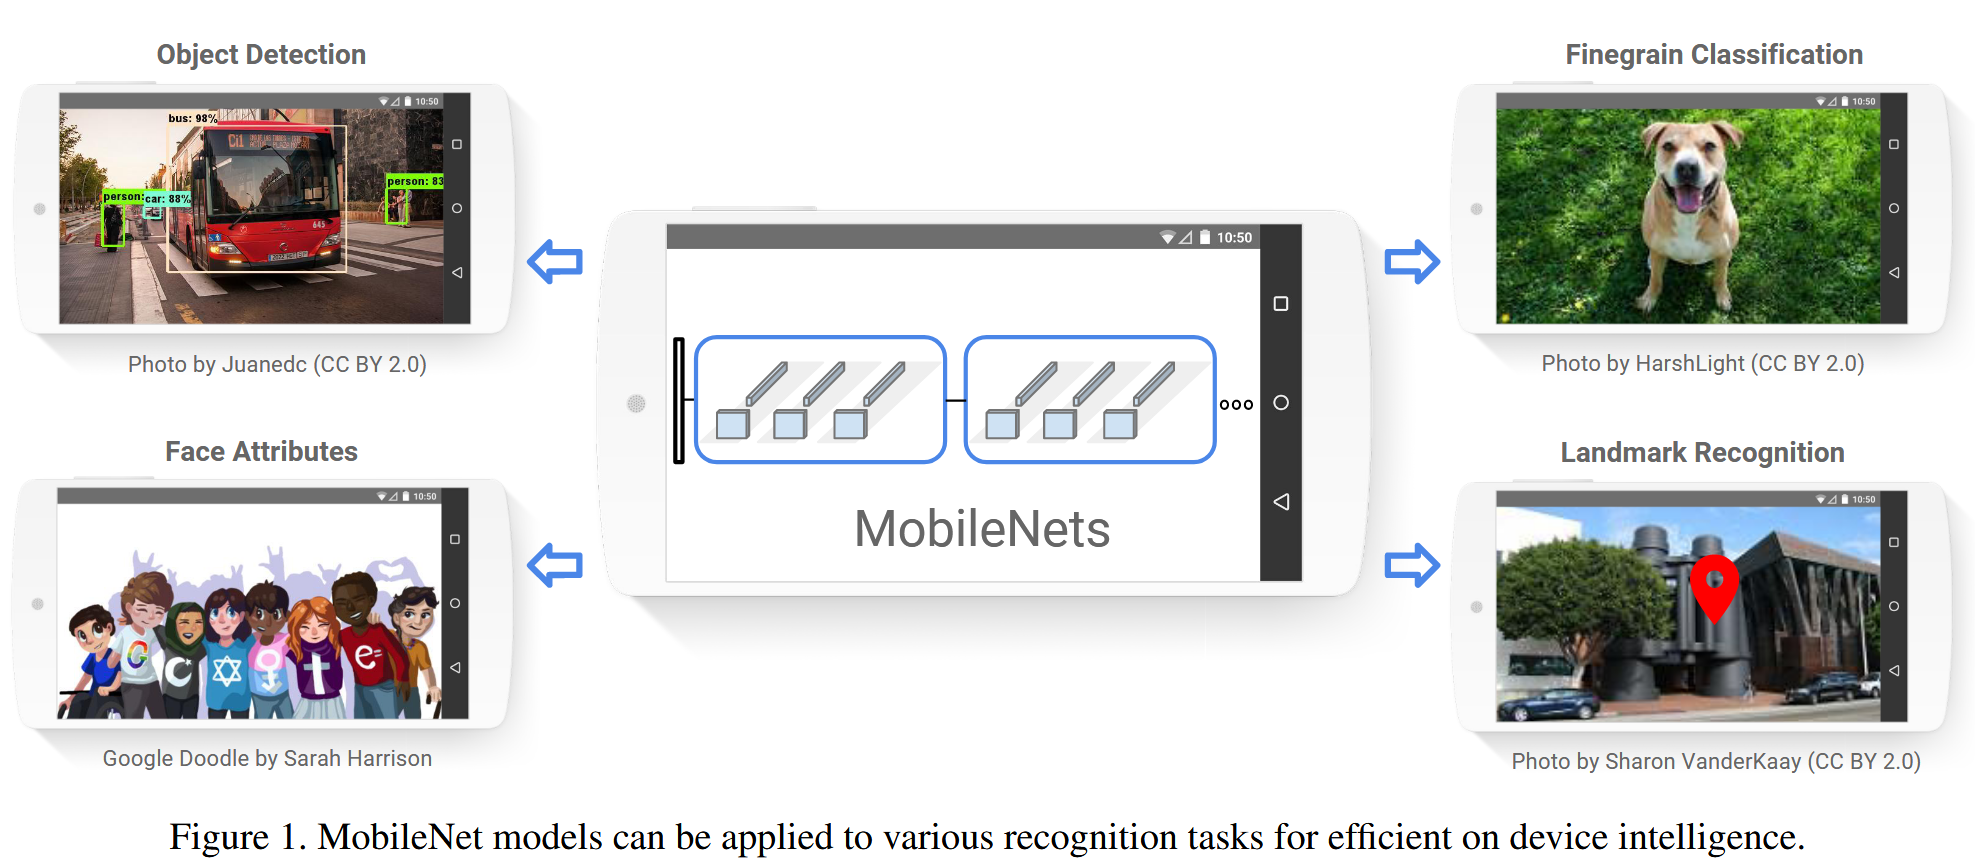 Object Detection
10:50
bus: 98%
Ci1
person:
car: 88%
person: 83
645
Photo by Juanedc (CC BY 2.0)
Finegrain Classification
10:50
Photo by HarshLight (CC BY 2.0)
10:50
MobileNets
Face Attributes
10:50
G
e
Google Doodle by Sarah Harrison
Landmark Recognition
10:50
Photo by Sharon VanderKaay (CC BY 2.0)
Figure 1. MobileNet models can be applied to various recognition tasks for efficient on device intelligence.